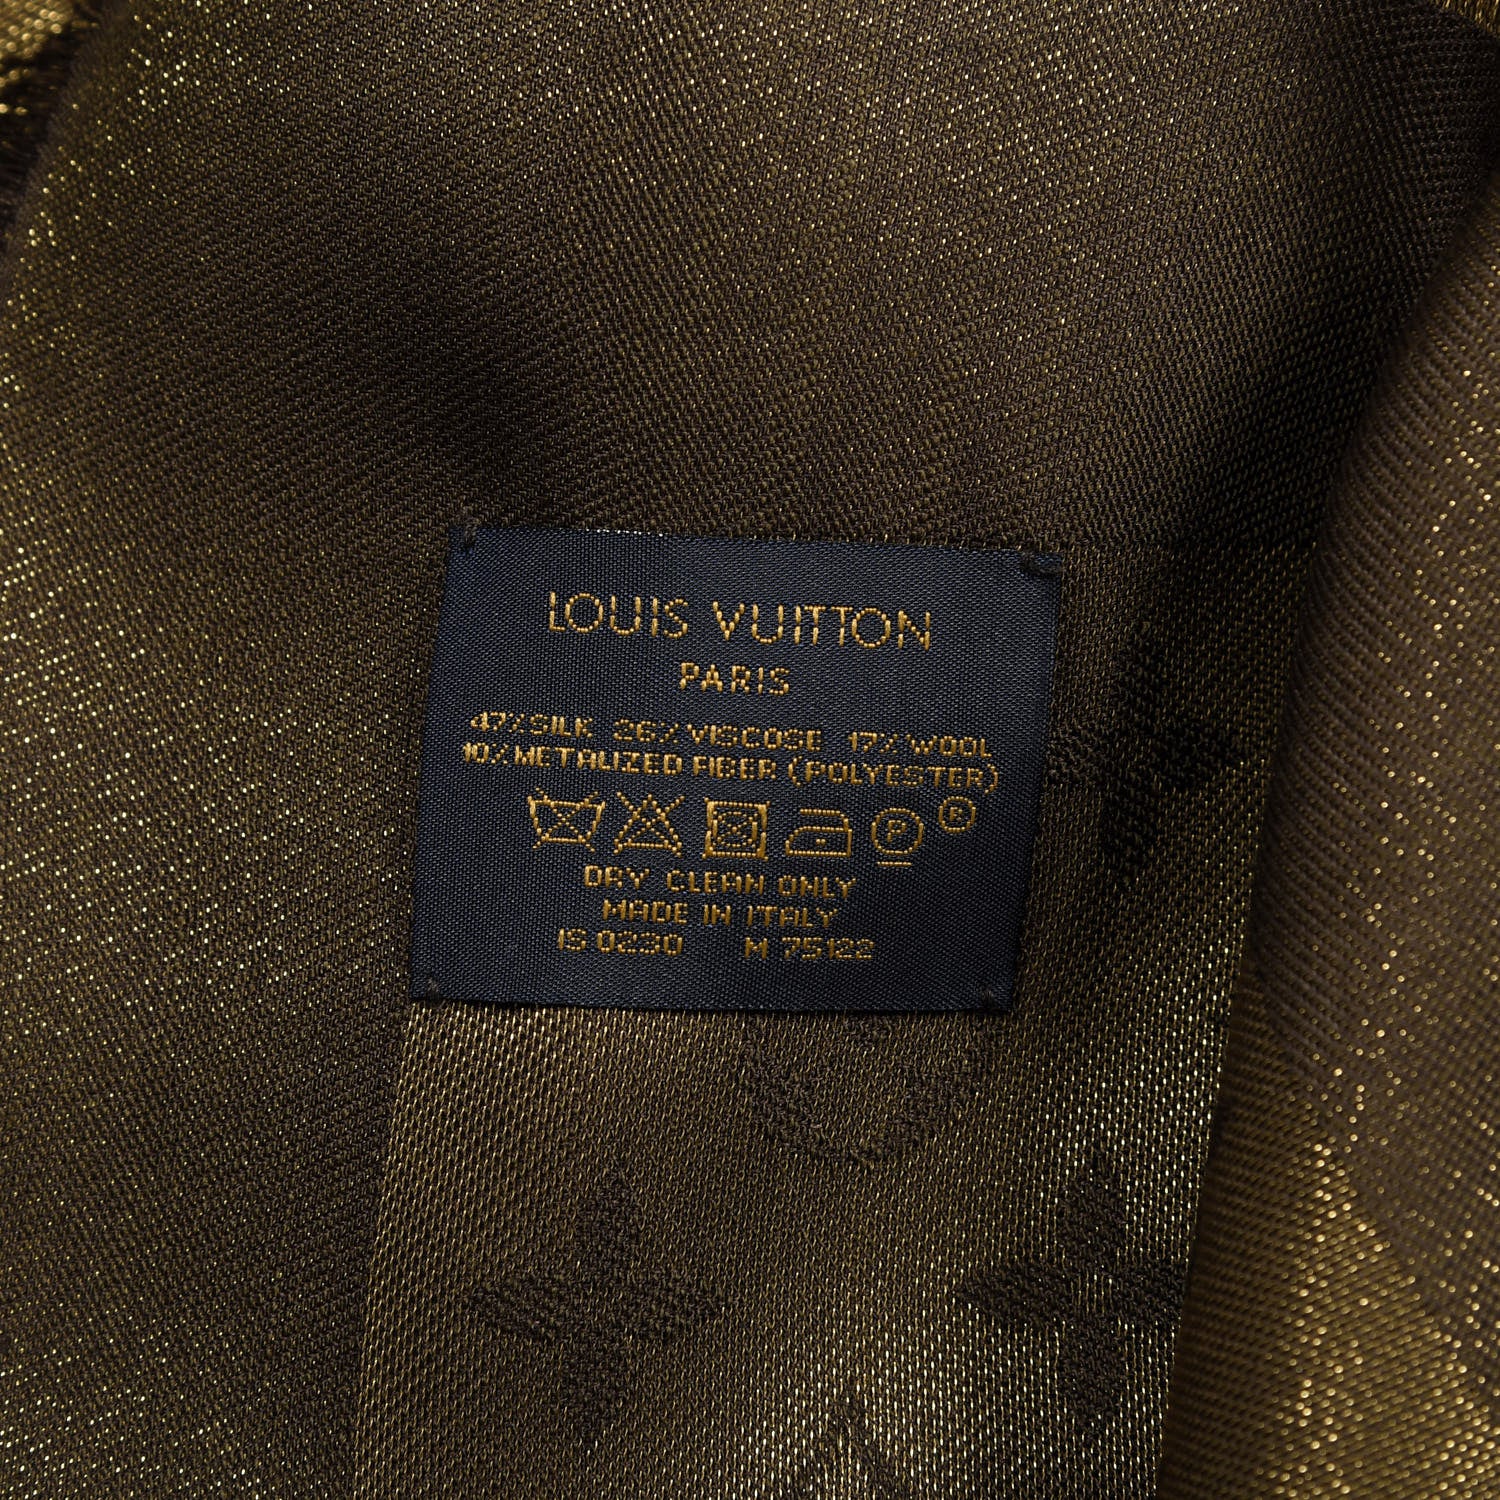 LOUIS VUITTON
PARIS
47% SILK 26% VISCOSE 17% WOOL
10% METALIZED FIBER (POLYESTER)
P P
DRY CLEAN ONLY
MADE IN ITALY
IS 0230 M 75122